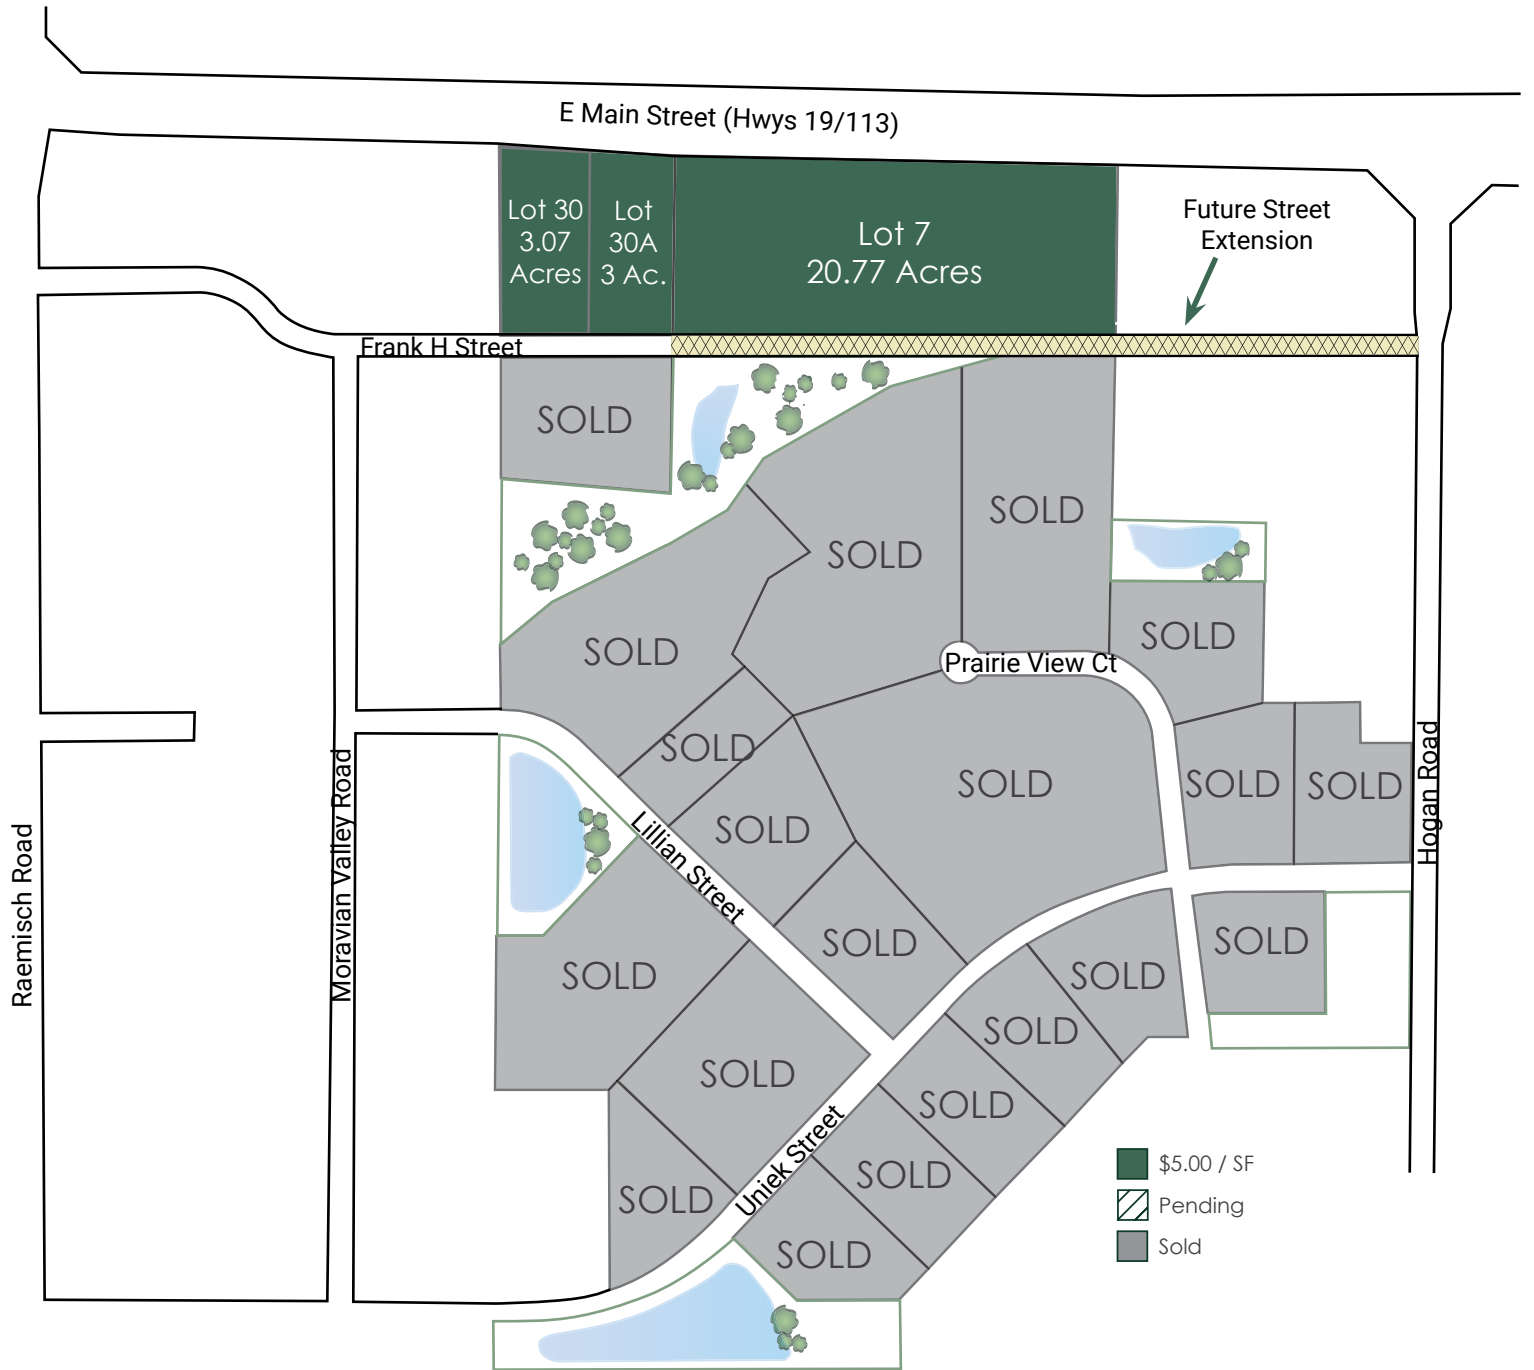 E Main Street (Hwys 19/113)
Lot 30
3.07
Acres
Lot
30A
3 Ac.
Lot 7
20.77 Acres
Future Street
Extension
Frank H Street
SOLD
SOLD
SOLD
SOLD
SOLD
Prairie View Ct
SOLD
SOLD
SOLD
SOLD
SOLD
Hogan Road
Moravian Valley Road
Raemisch Road
Lillian Street
SOLD
SOLD
SOLD
SOLD
SOLD
SOLD
SOLD
SOLD
Uniek Street
SOLD
SOLD
SOLD
$5.00 / SF
Pending
Sold